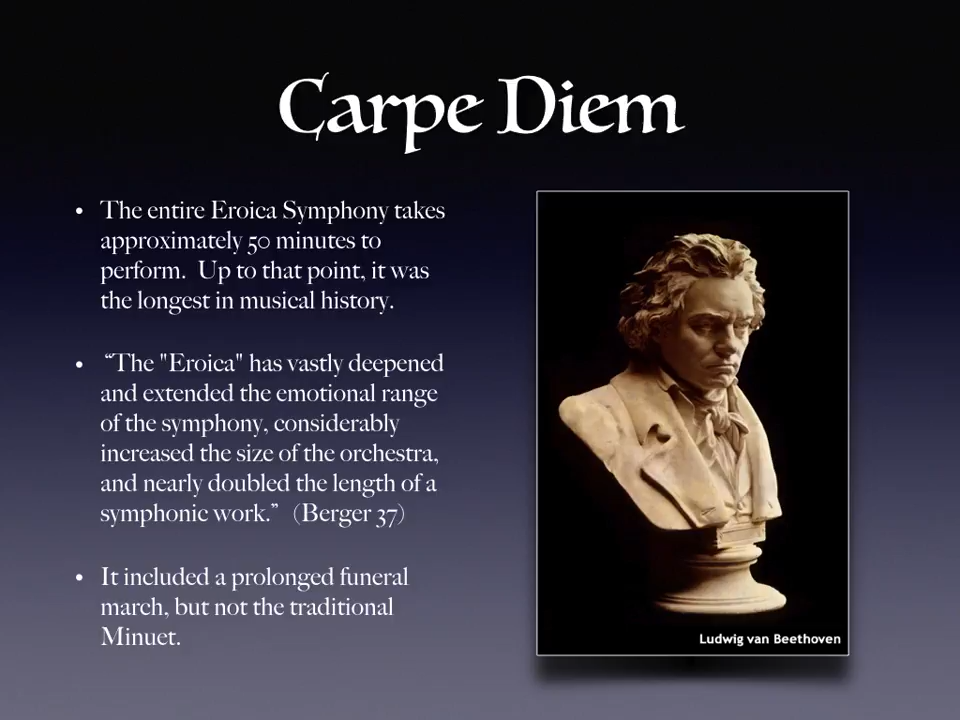 Carpe Diem
• The entire Eroica Symphony takes
approximately 50 minutes to
perform.  Up to that point, it was
the longest in musical history.
• “The "Eroica" has vastly deepened
and extended the emotional range
of the symphony, considerably
increased the size of the orchestra,
and nearly doubled the length of a
symphonic work.”  (Berger 37)
• It included a prolonged funeral
march, but not the traditional
Minuet.
Ludwig van Beethoven